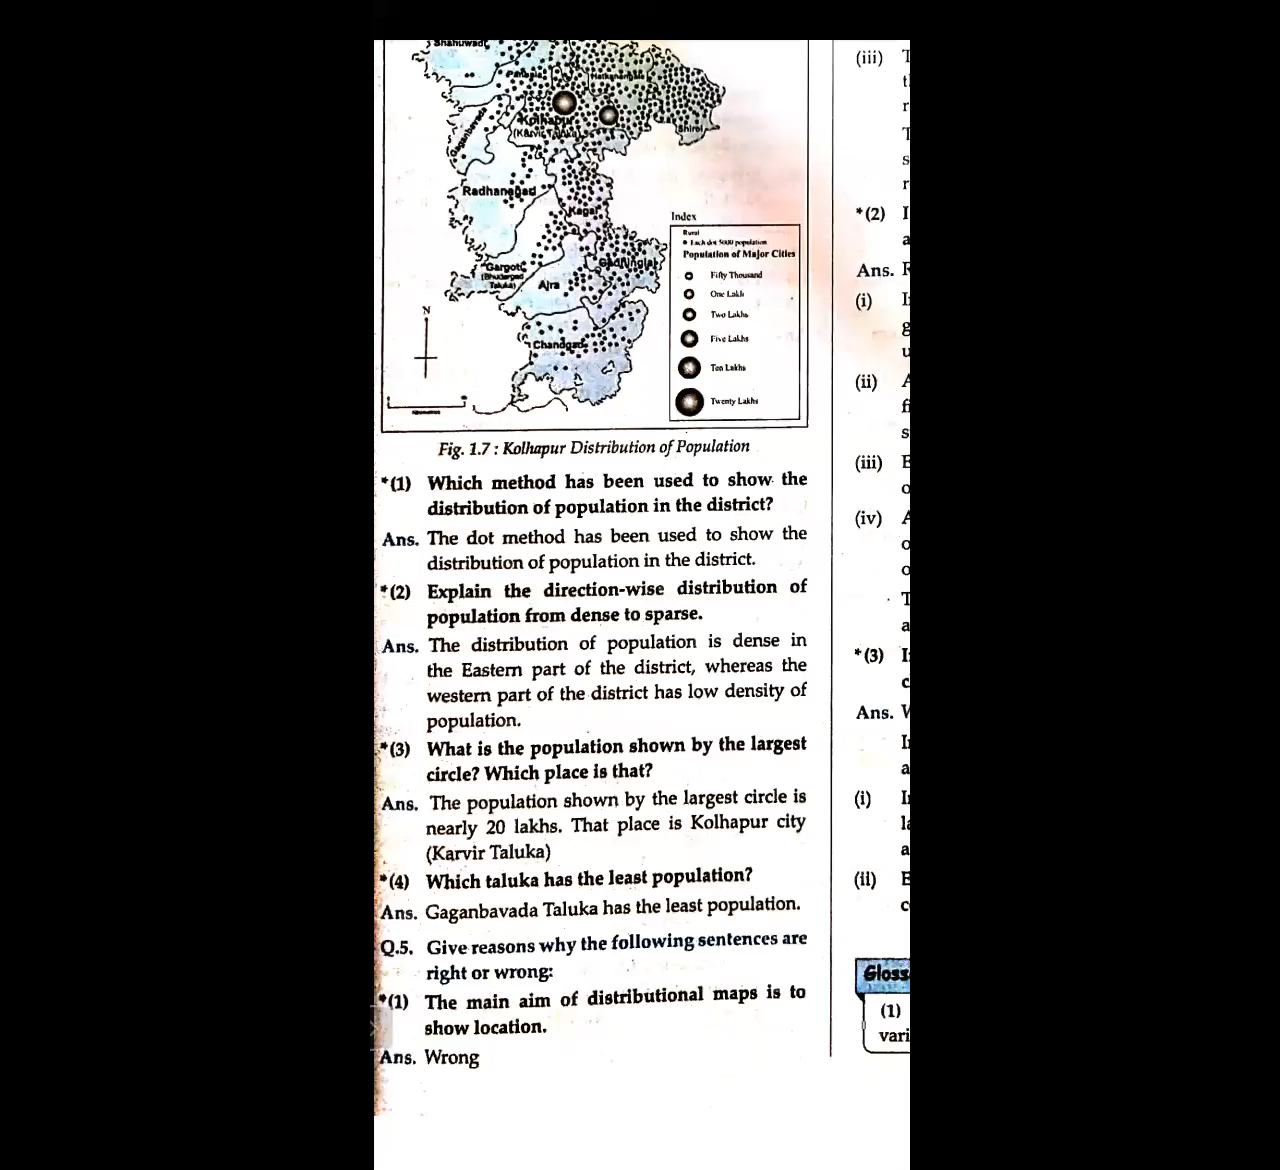 Shahuwadi
Panhala
Hatkanangale
Kolhapur
(Karvir Taluka)
Shirol
Gaganbavada
Radhanagari
Kagal
Index
Rural
Each dot 5000 population
Population of Major Cities
Fifty Thousand
One Lakh
Two Lakhs
Five Lakhs
Ten Lakhs
Twenty Lakhs
Gadhinglaj
Gargoti
(Bhudargad
Taluka)
Ajra
N
Chandgad
Fig. 1.7 : Kolhapur Distribution of Population
*(1) Which method has been used to show the
distribution of population in the district?
Ans. The dot method has been used to show the
distribution of population in the district.
*(2) Explain the direction-wise distribution of
population from dense to sparse.
Ans. The distribution of population is dense in
the Eastern part of the district, whereas the
western part of the district has low density of
population.
*(3) What is the population shown by the largest
circle? Which place is that?
Ans. The population shown by the largest circle is
nearly 20 lakhs. That place is Kolhapur city
(Karvir Taluka)
*(4) Which taluka has the least population?
Ans. Gaganbavada Taluka has the least population.
Q.5. Give reasons why the following sentences are
right or wrong:
*(1) The main aim of distributional maps is to
show location.
Ans. Wrong
(iii) T
*(2) I
a
Ans.
(i)
(ii) A
(iii)
(iv) A
*(3)
Ans.
(i)
(ii)
Gloss
(1)
vari